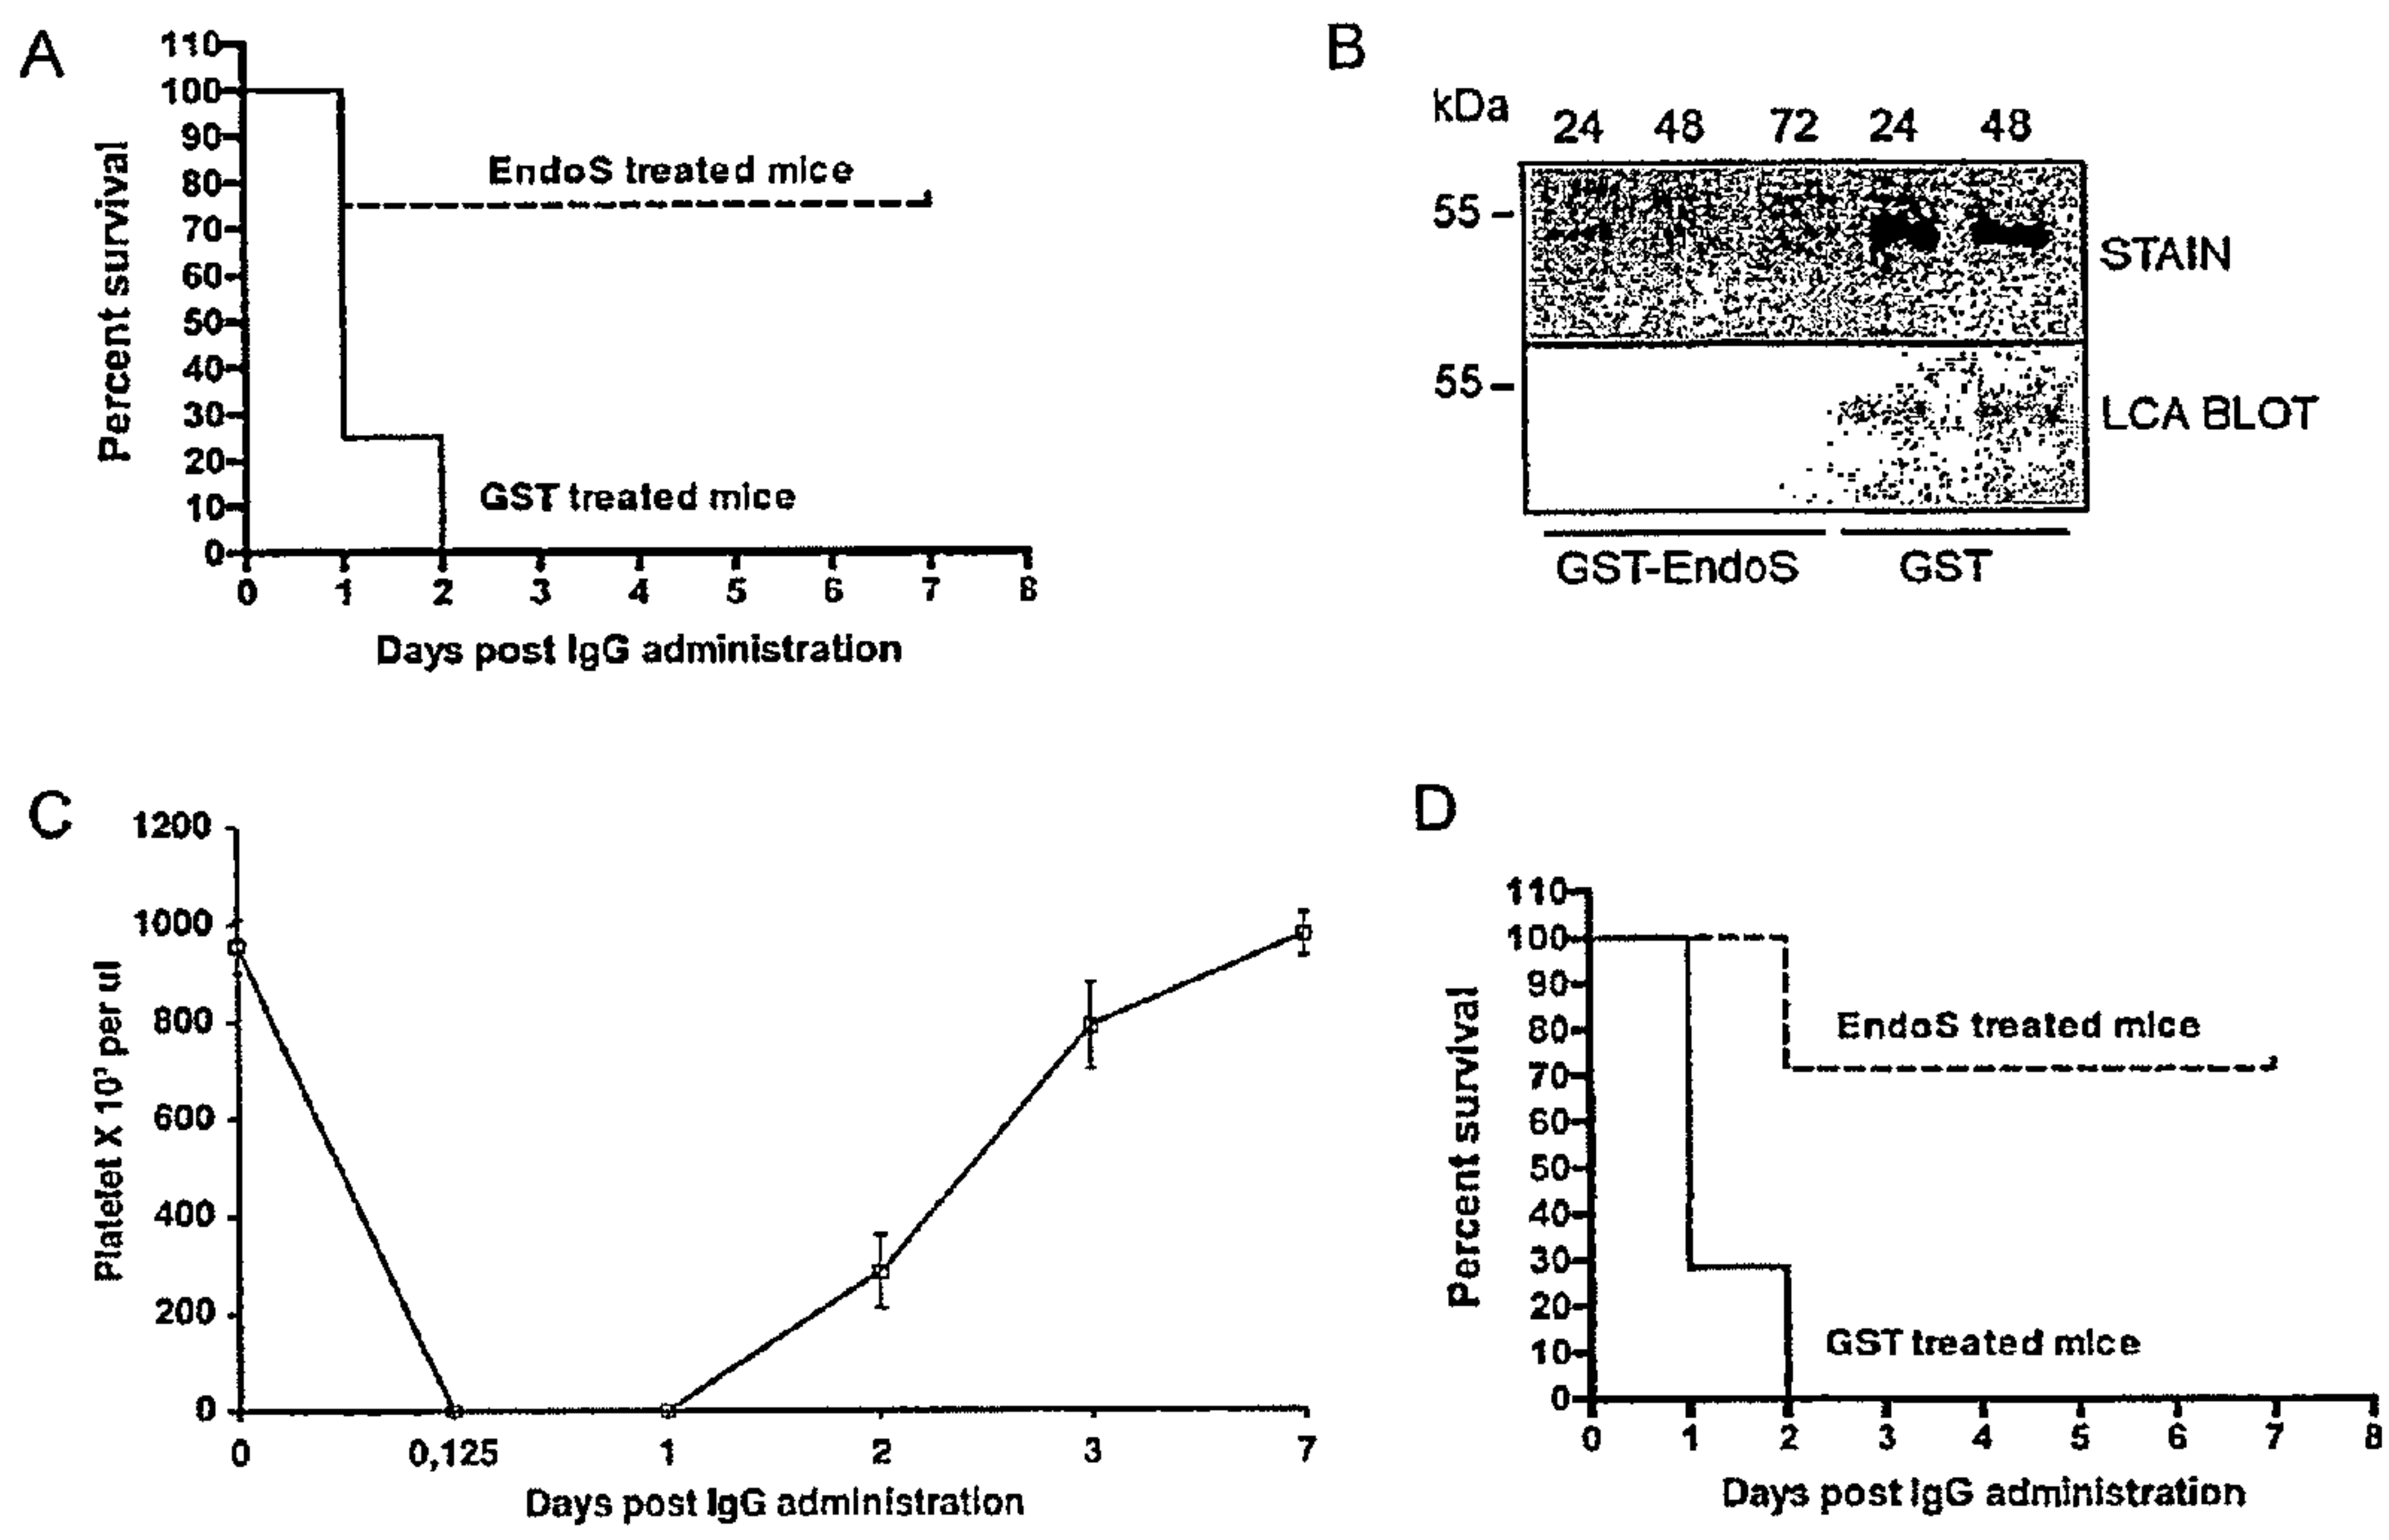 A
110
100
90
80
70
60
50
40
30
20
10
0
Percent survival
EndoS treated mice
GST treated mice
0 1 2 3 4 5 6 7 8
Days post IgG administration
B
kDa
24 48 72 24 48
55
STAIN
55
LCA BLOT
GST-EndoS GST
C
1200
1000
800
600
400
200
0
Platelet X 10³ per ul
0 0,125 1 2 3 7
Days post IgG administration
D
110
100
90
80
70
60
50
40
30
20
10
0
Percent survival
EndoS treated mice
GST treated mice
0 1 2 3 4 5 6 7 8
Days post IgG administration